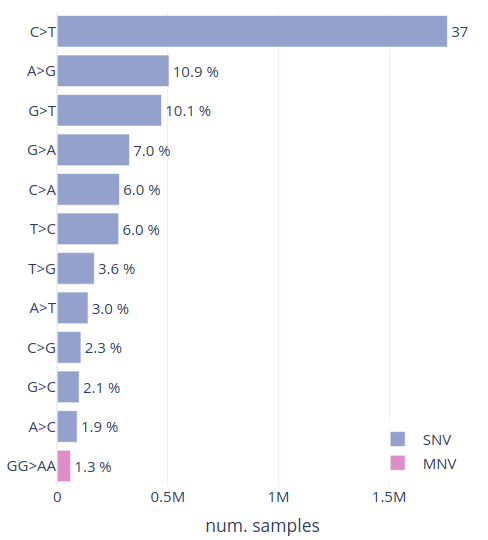 C>T 37
A>G 10.9 %
G>T 10.1 %
G>A 7.0 %
C>A 6.0 %
T>C 6.0 %
T>G 3.6 %
A>T 3.0 %
C>G 2.3 %
G>C 2.1 %
A>C 1.9 %
SNV
MNV
GG>AA 1.3 %
0 0.5M 1M 1.5M
num. samples